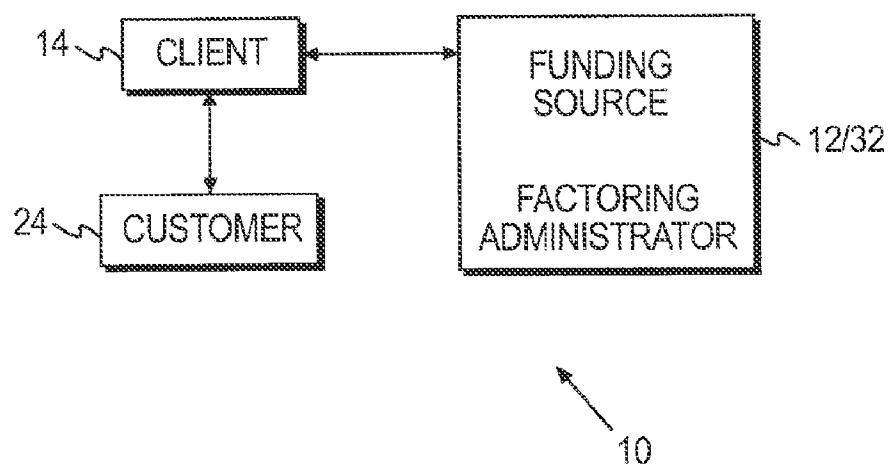 14
CLIENT
FUNDING
SOURCE
12/32
24
CUSTOMER
FACTORING
ADMINISTRATOR
10